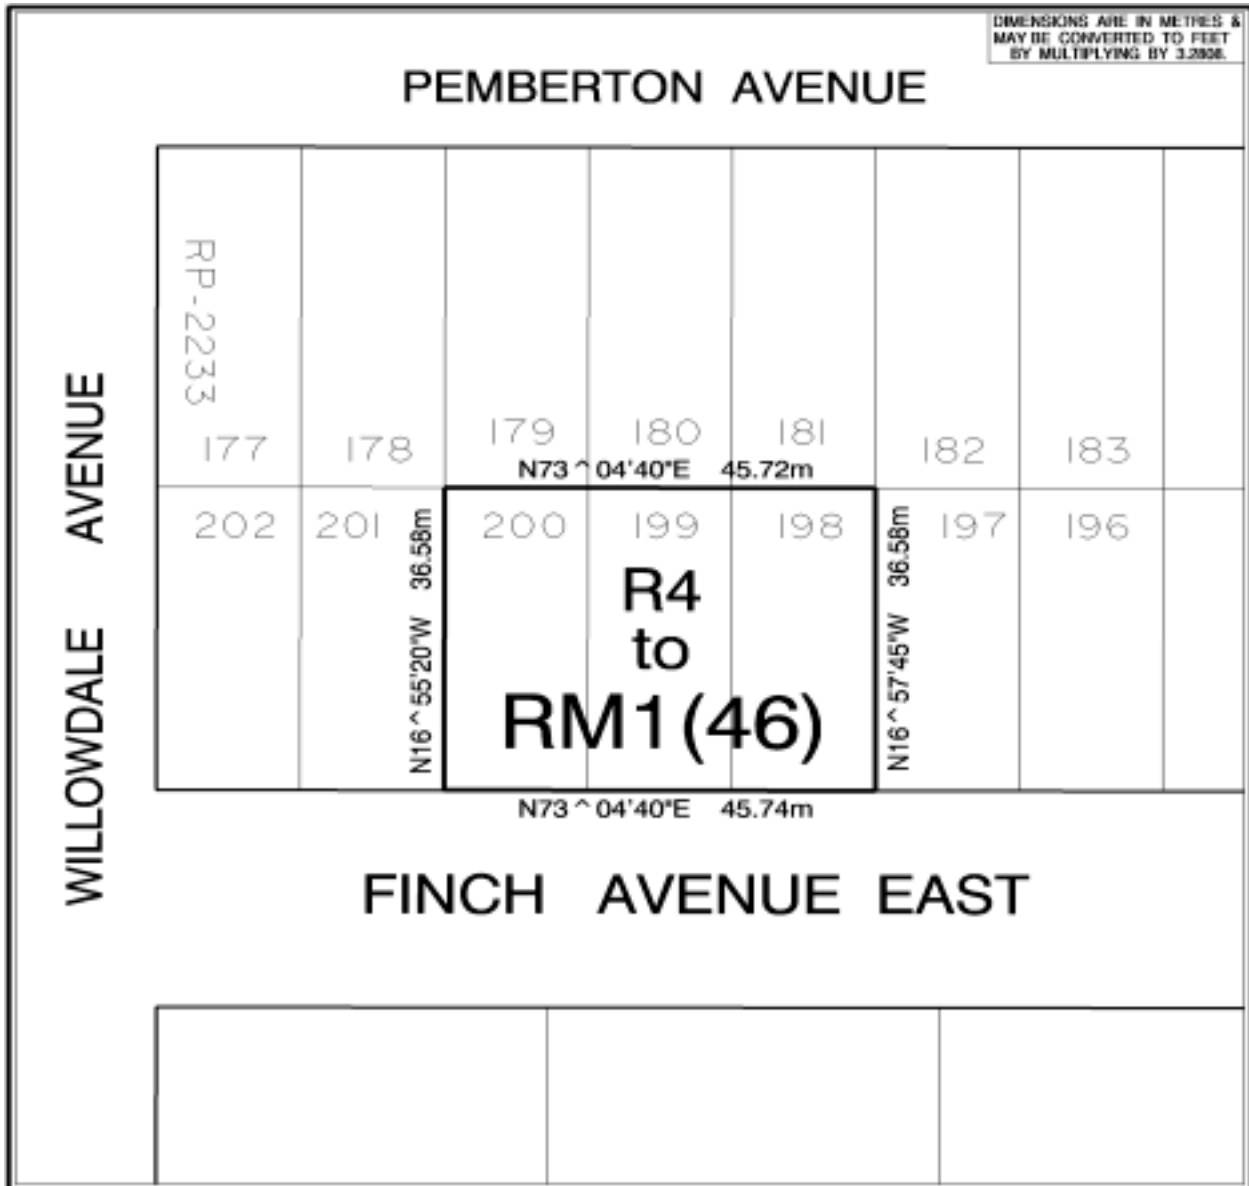 DIMENSIONS ARE IN METRES &
MAY BE CONVERTED TO FEET
BY MULTIPLYING BY 3.2808.
PEMBERTON AVENUE
RP-2233
177 178 179 180 181 182 183
N73^04'40"E 45.72m
202 201 200 199 198 197 196
WILLOWDALE AVENUE
N16^55'20"W 36.58m
R4
to
RM1(46)
N16^57'45"W 36.58m
N73^04'40"E 45.74m
FINCH AVENUE EAST